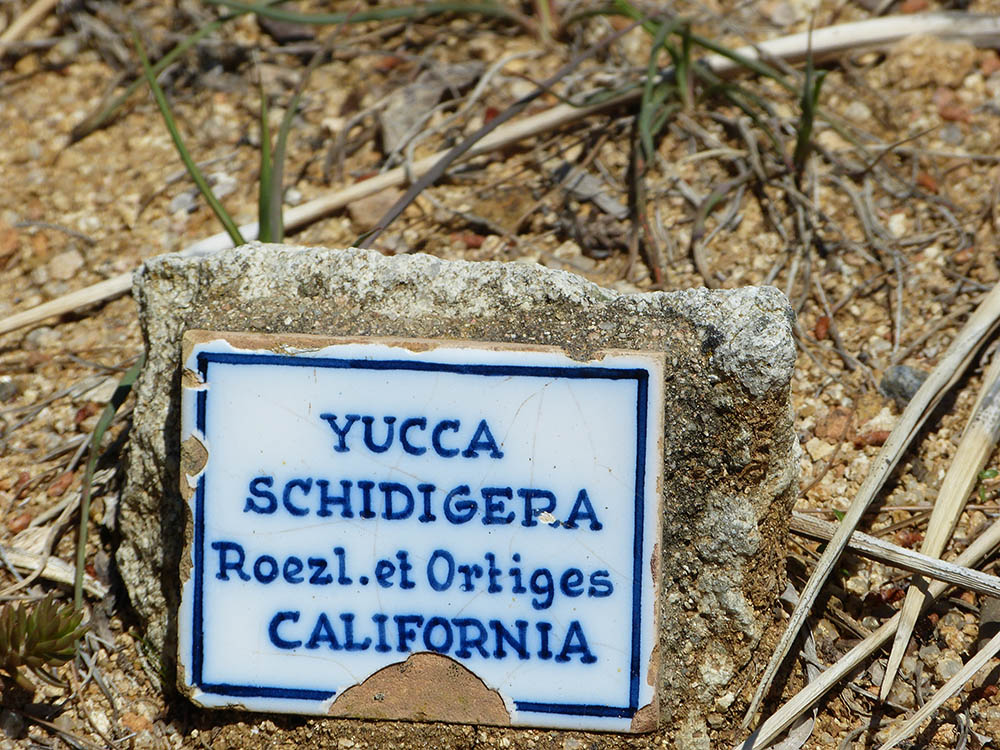 YUCCA
SCHIDIGERA
Roezl. et Ortiges
CALIFORNIA